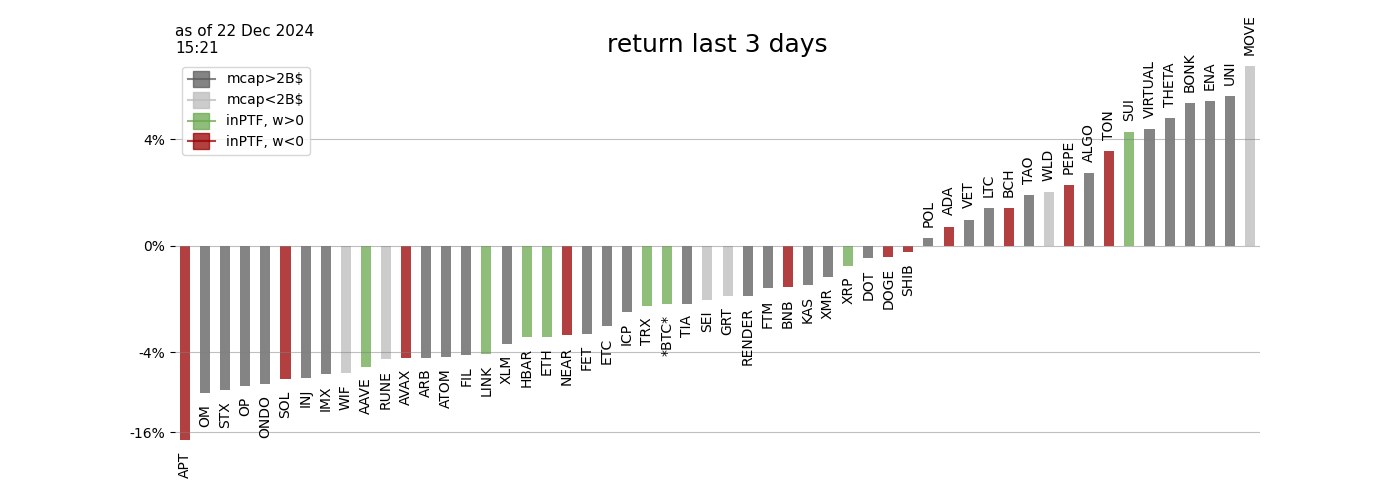 as of 22 Dec 2024
15:21
return last 3 days
mcap>2B$
mcap<2B$
inPTF, w>0
inPTF, w<0
4%
0%
-4%
-16%
APT
OM
STX
OP
ONDO
SOL
INJ
IMX
WIF
AAVE
RUNE
AVAX
ARB
ATOM
FIL
LINK
XLM
HBAR
ETH
NEAR
FET
ETC
ICP
TRX
*BTC*
TIA
SEI
GRT
RENDER
FTM
BNB
KAS
XMR
XRP
DOT
DOGE
SHIB
POL
ADA
VET
LTC
BCH
TAO
WLD
PEPE
ALGO
TON
SUI
VIRTUAL
THETA
BONK
ENA
UNI
MOVE